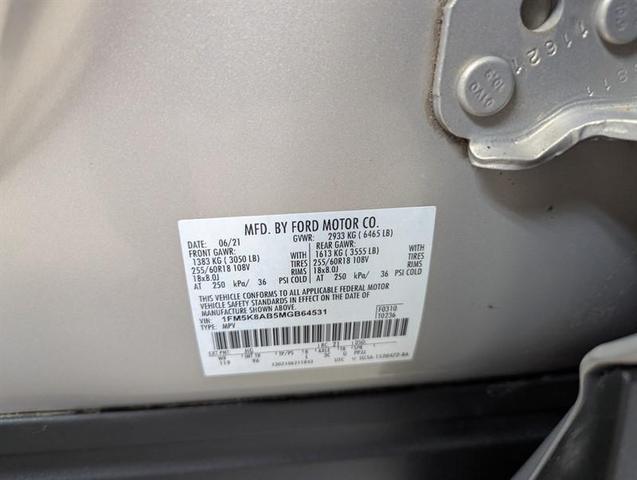 11621
MFD. BY FORD MOTOR CO.
DATE: 06/21 GVWR: 2933 KG ( 6465 LB)
FRONT GAWR: REAR GAWR:
1383 KG ( 3050 LB) WITH 1613 KG ( 3555 LB) WITH
255/60R18 108V TIRES 255/60R18 108V TIRES
18x8.0J RIMS 18x8.0J RIMS
AT 250 kPa/ 36 PSI COLD AT 250 kPa/ 36 PSI COLD
THIS VEHICLE CONFORMS TO ALL APPLICABLE FEDERAL MOTOR
VEHICLE SAFETY STANDARDS IN EFFECT ON THE DATE OF
MANUFACTURE SHOWN ABOVE.
VIN: 1FM5K8AB5MGB64531 F0310
TYPE: MPV T0236